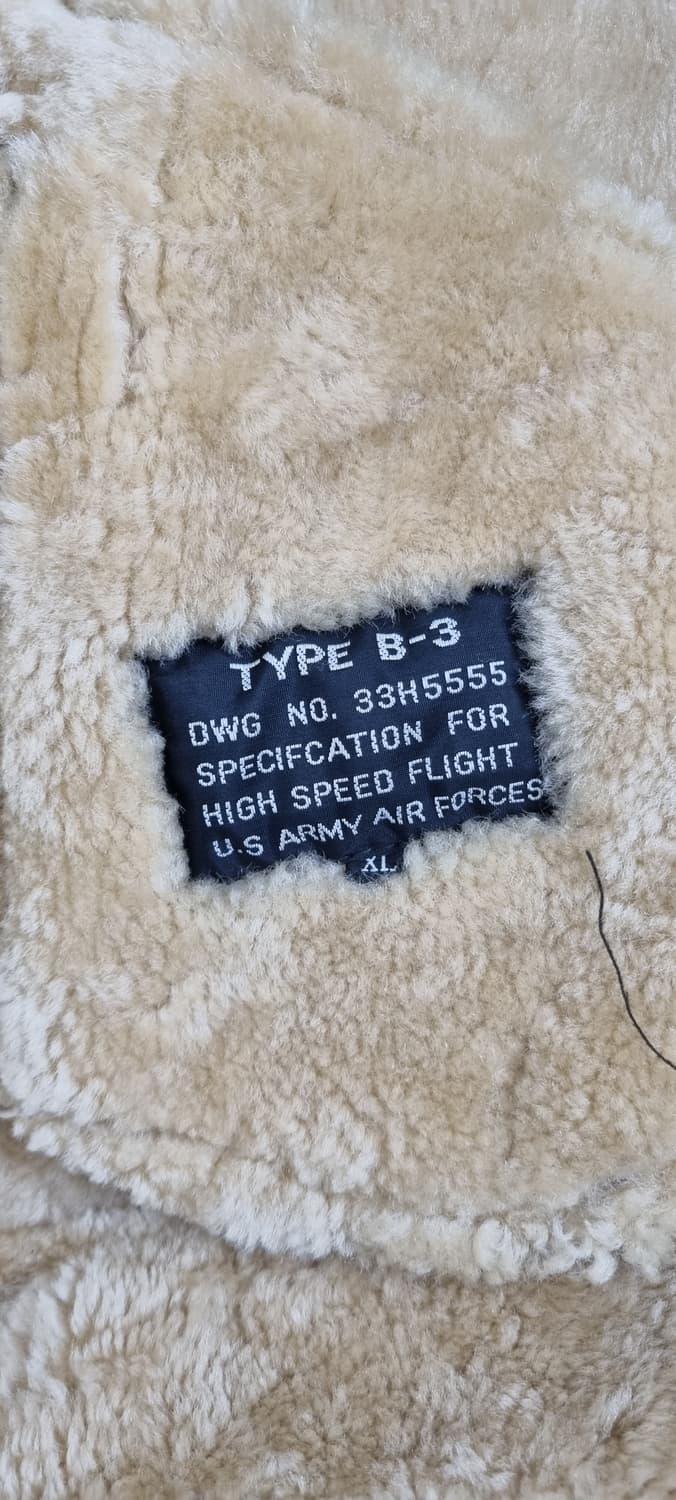 TYPE B-3
DWG NO. 33H5555
SPECIFCATION FOR
HIGH SPEED FLIGHT
U.S ARMY AIR FORCES
XL